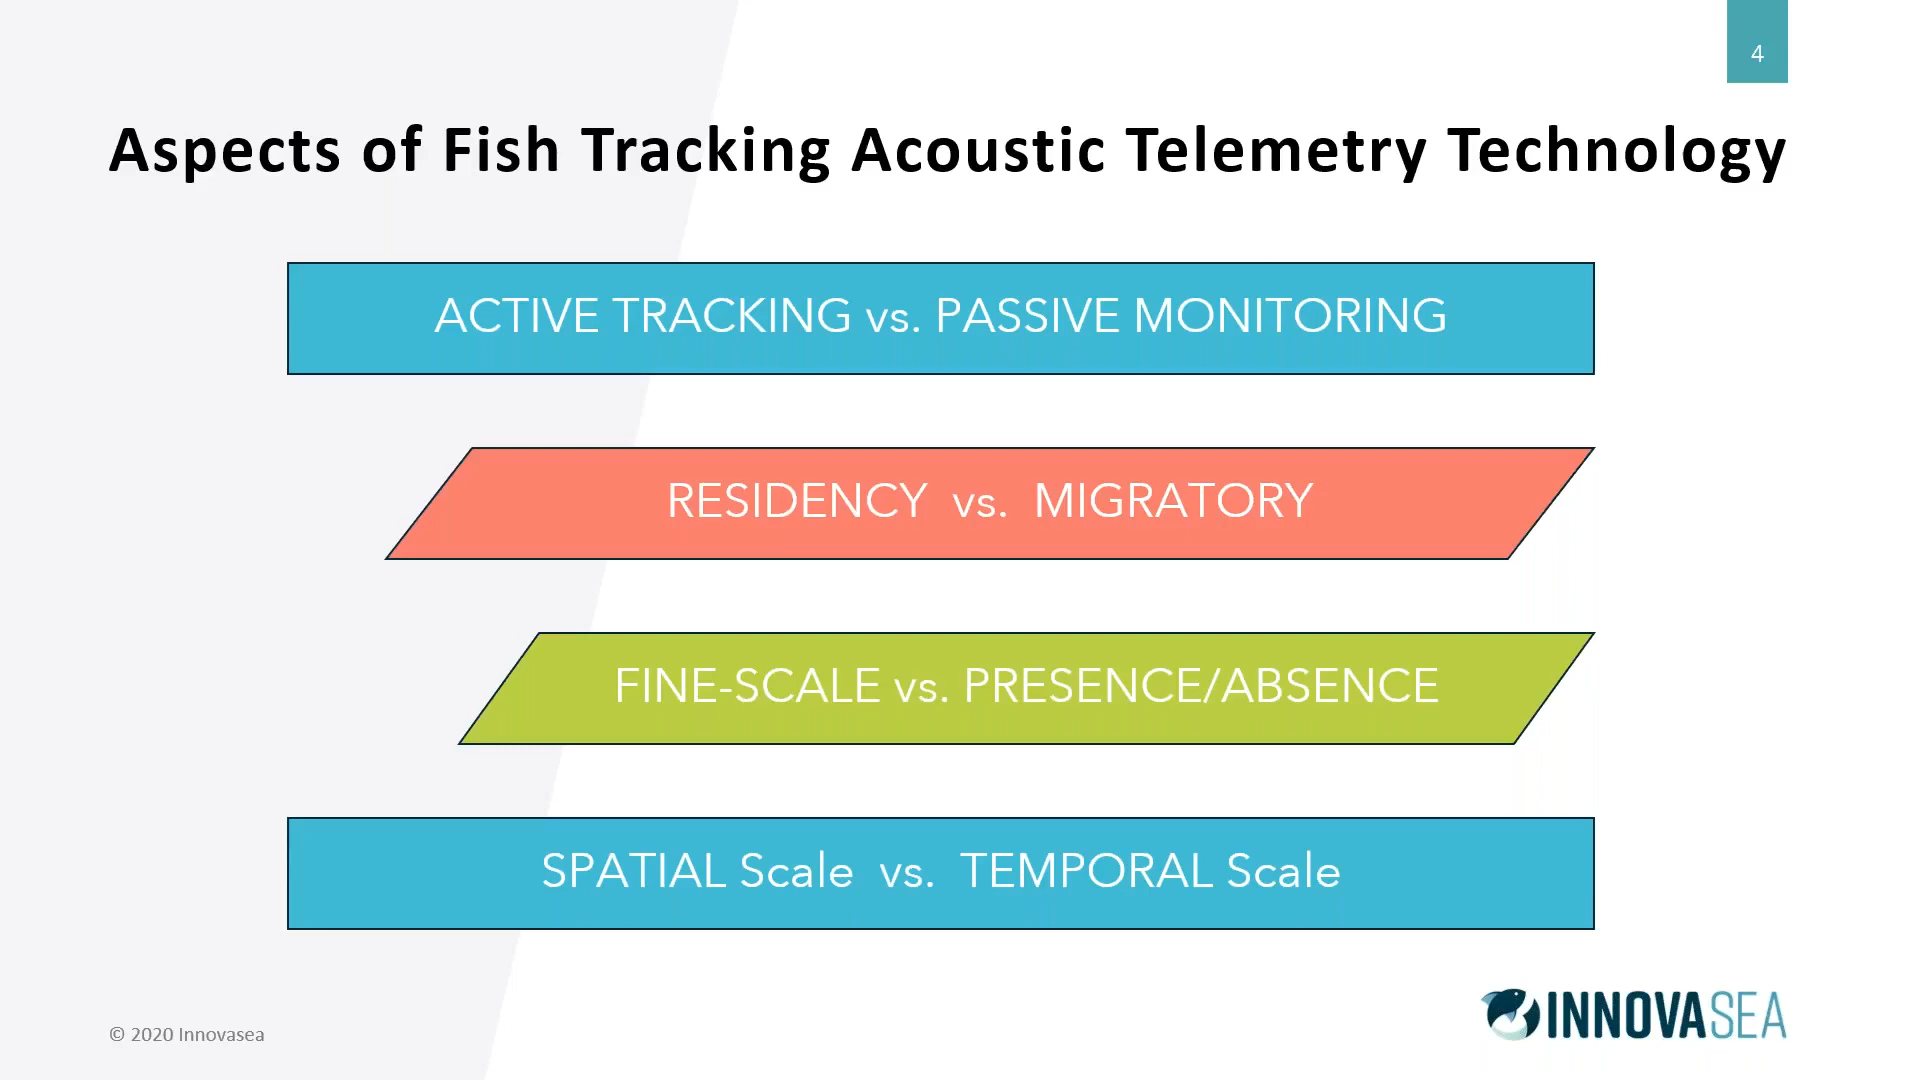 4
Aspects of Fish Tracking Acoustic Telemetry Technology
ACTIVE TRACKING vs. PASSIVE MONITORING
RESIDENCY vs. MIGRATORY
FINE-SCALE vs. PRESENCE/ABSENCE
SPATIAL Scale vs. TEMPORAL Scale
© 2020 Innovasea
INNOVASEA